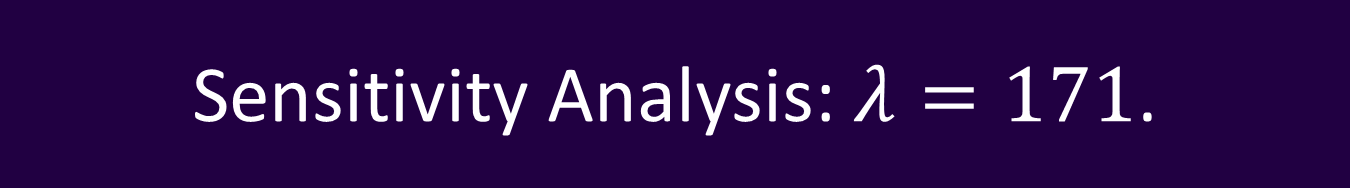 Sensitivity Analysis: λ = 171.